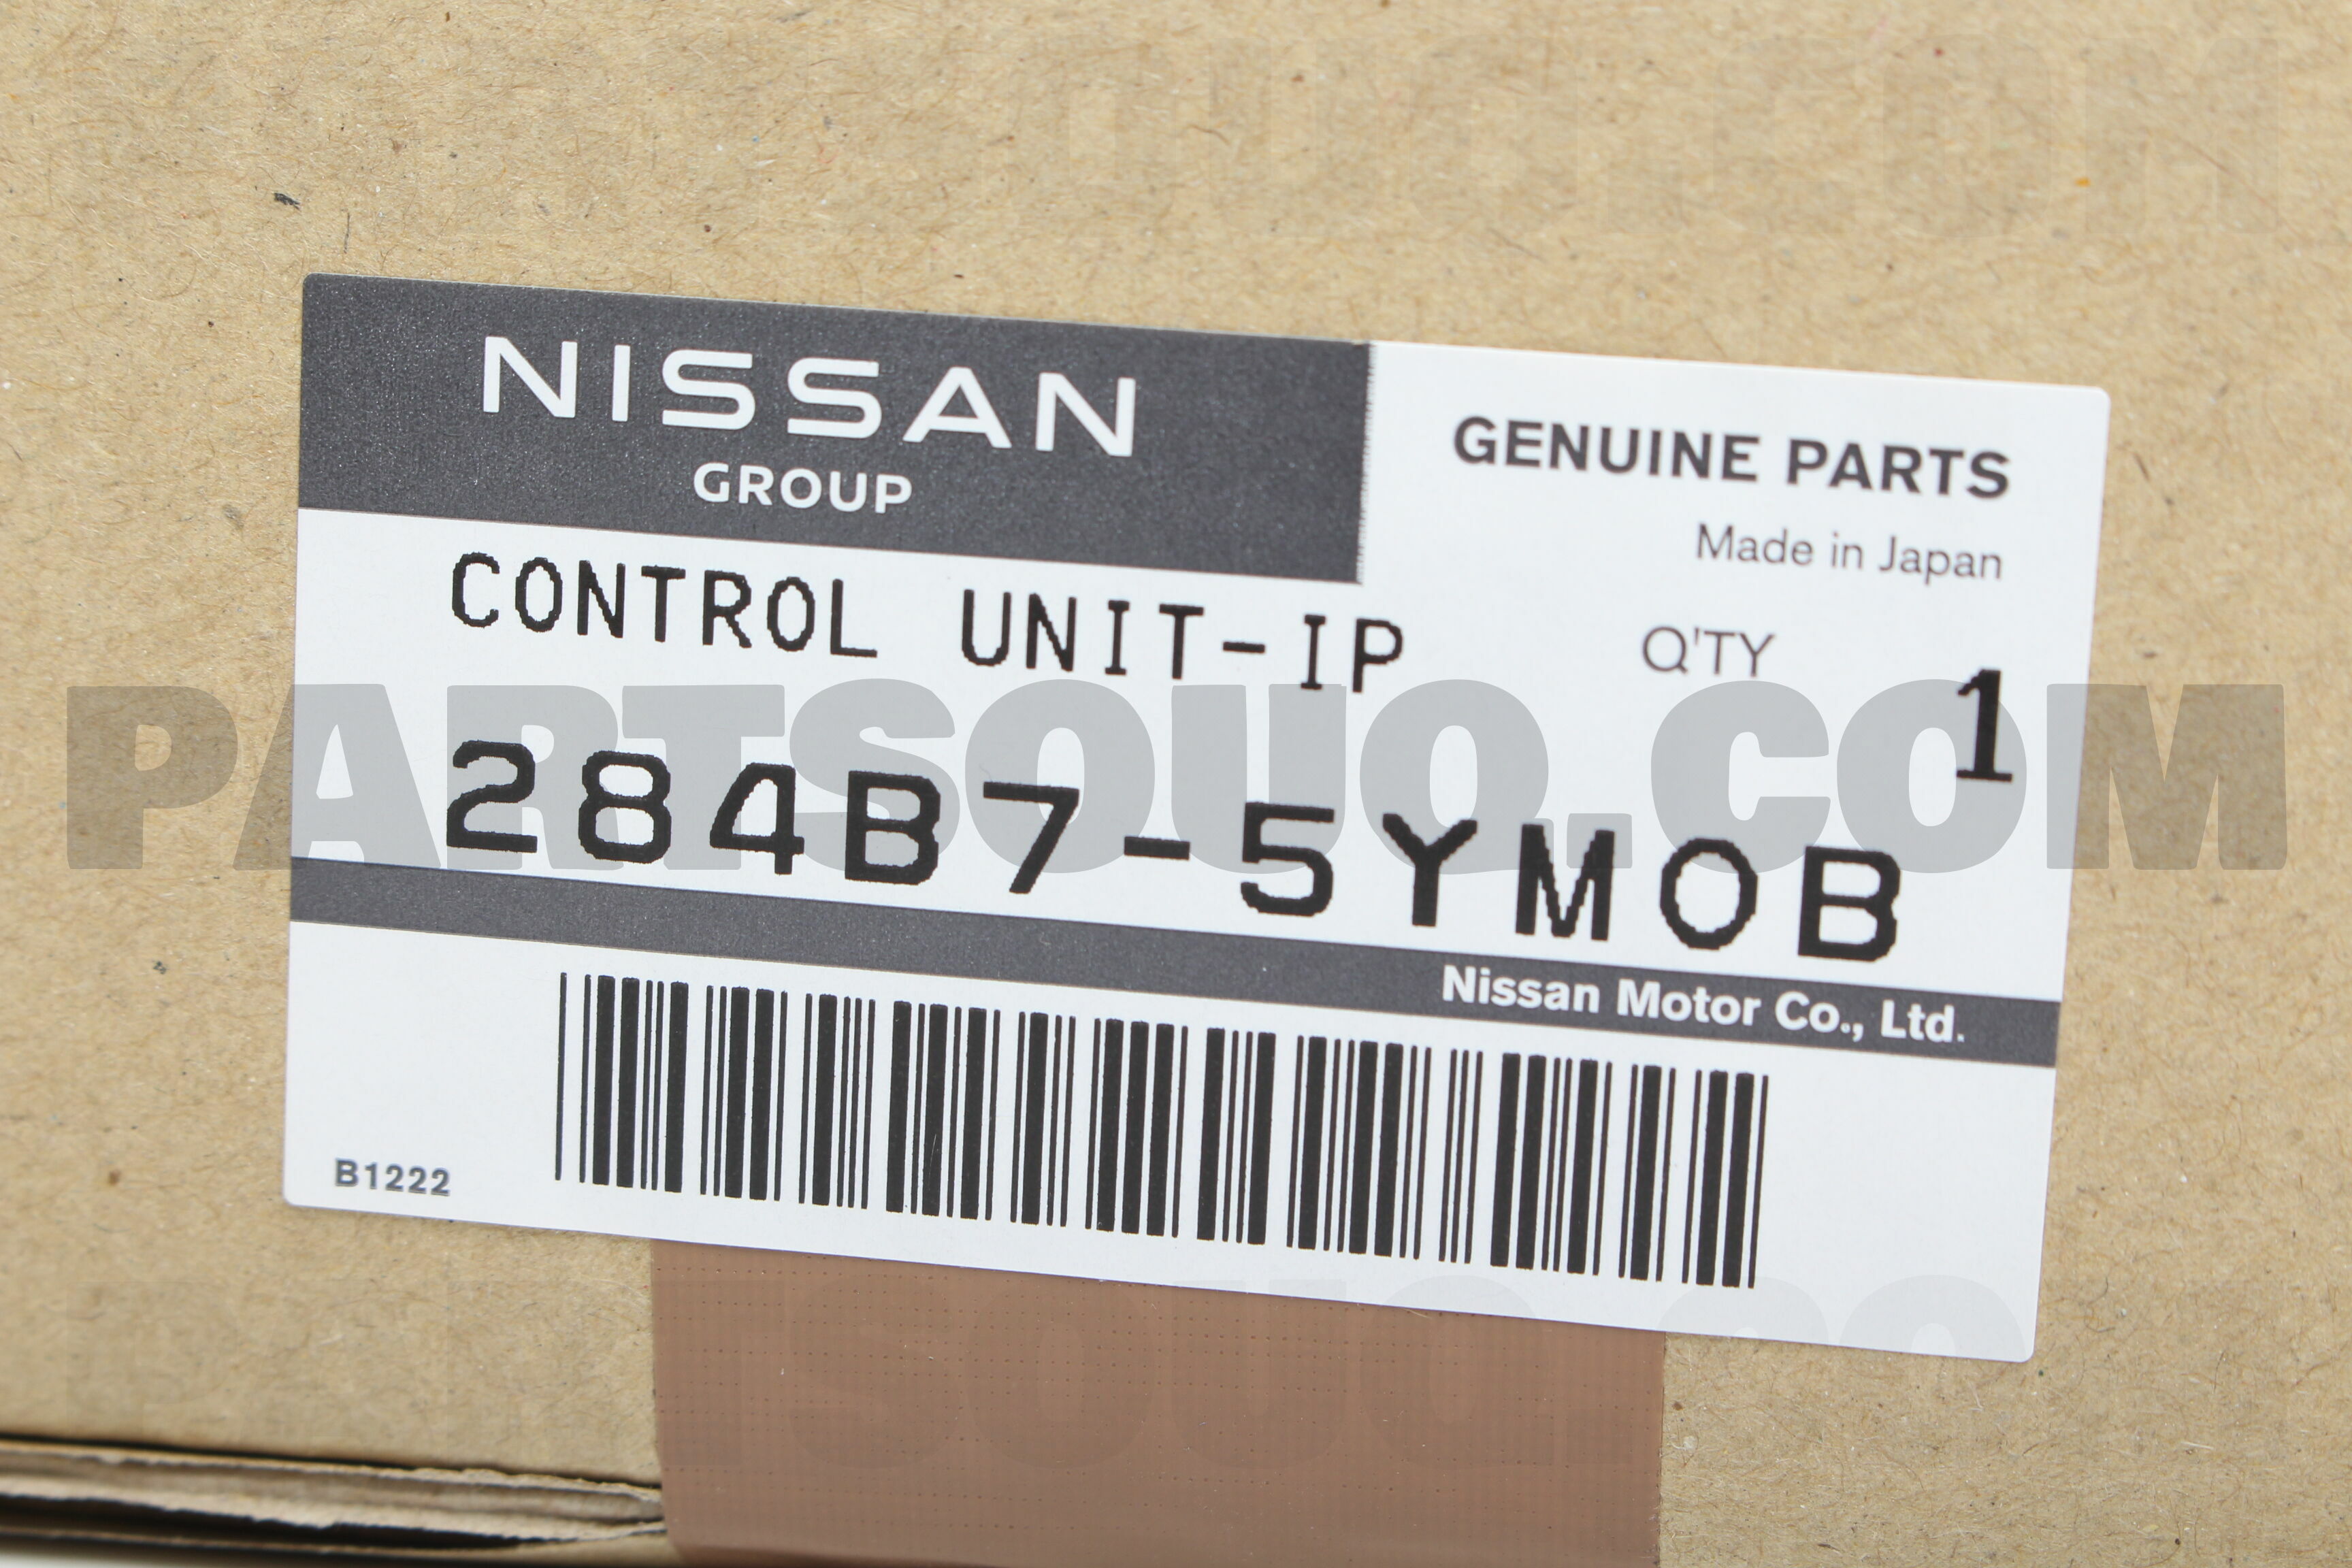 NISSAN
GROUP
GENUINE PARTS
Made in Japan
CONTROL UNIT-IP
Q'TY 1
284B7-5YM0B
Nissan Motor Co., Ltd.
B1222
PARTSOUQ.COM